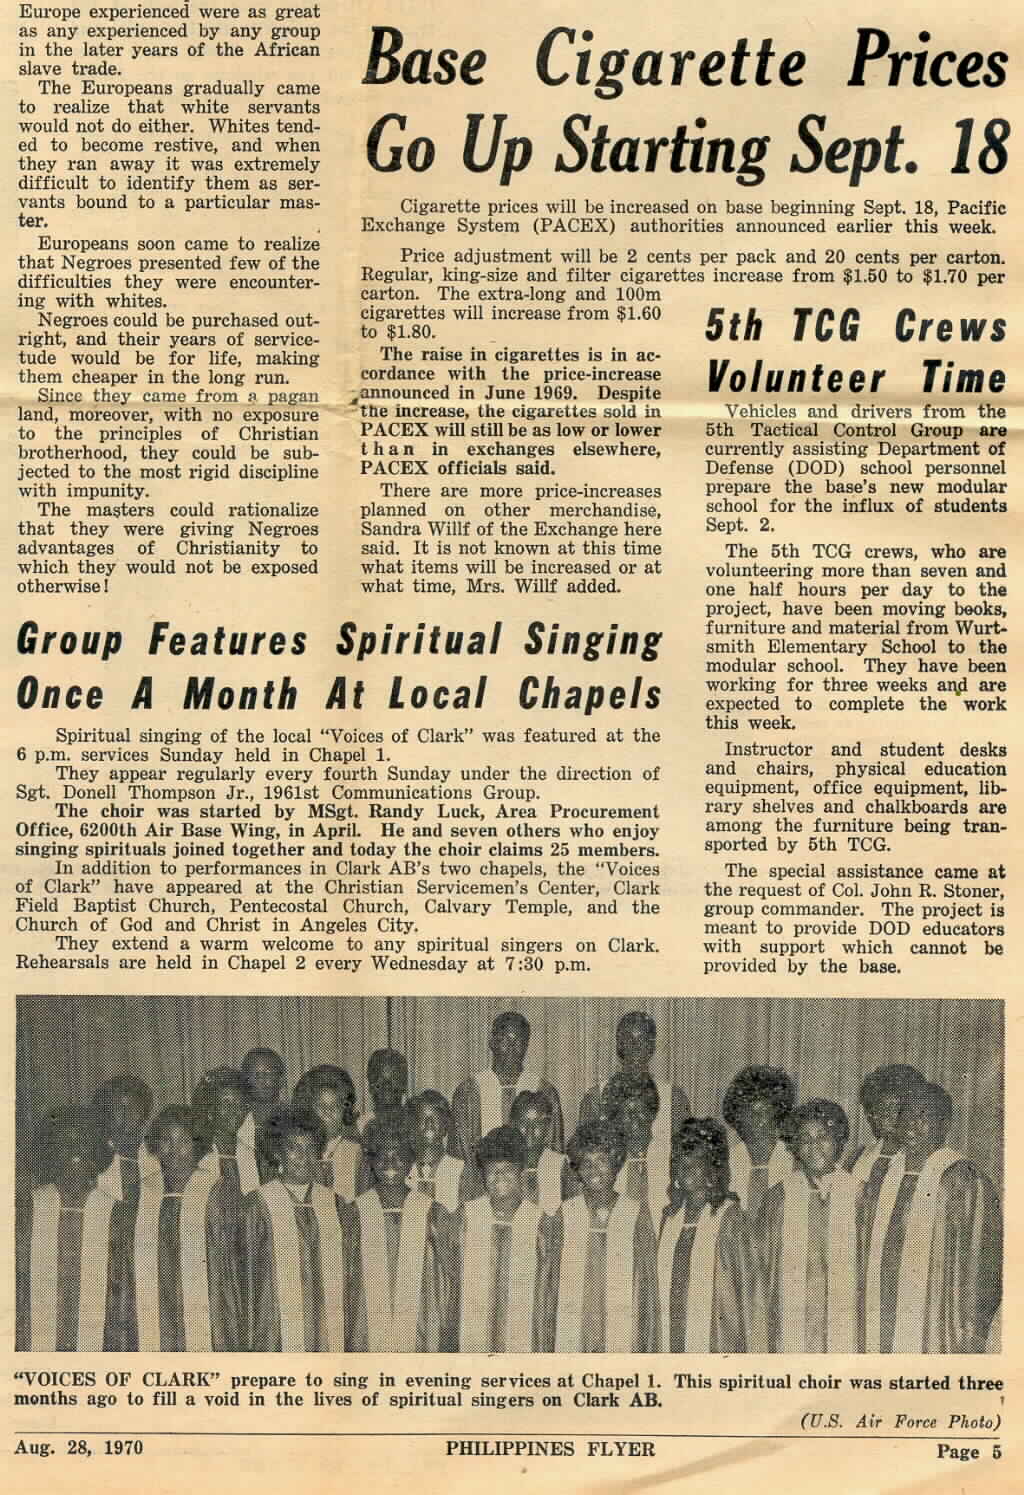 Europe experienced were as great
as any experienced by any group
in the later years of the African
slave trade.
The Europeans gradually came
to realize that white servants
would not do either. Whites tend-
ed to become restive, and when
they ran away it was extremely
difficult to identify them as ser-
vants bound to a particular mas-
ter.
Europeans soon came to realize
that Negroes presented few of the
difficulties they were encounter-
ing with whites.
Negroes could be purchased out-
right, and their years of service-
tude would be for life, making
them cheaper in the long run.
Since they came from a pagan
land, moreover, with no exposure
to the principles of Christian
brotherhood, they could be sub-
jected to the most rigid discipline
with impunity.
The masters could rationalize
that they were giving Negroes
advantages of Christianity to
which they would not be exposed
otherwise!
Base Cigarette Prices
Go Up Starting Sept. 18
Cigarette prices will be increased on base beginning Sept. 18, Pacific
Exchange System (PACEX) authorities announced earlier this week.
Price adjustment will be 2 cents per pack and 20 cents per carton.
Regular, king-size and filter cigarettes increase from $1.50 to $1.70 per
carton. The extra-long and 100m
cigarettes will increase from $1.60
to $1.80.
The raise in cigarettes is in ac-
cordance with the price-increase
announced in June 1969. Despite
the increase, the cigarettes sold in
PACEX will still be as low or lower
than in exchanges elsewhere,
PACEX officials said.
There are more price-increases
planned on other merchandise,
Sandra Willf of the Exchange here
said. It is not known at this time
what items will be increased or at
what time, Mrs. Willf added.
5th TCG Crews
Volunteer Time
Vehicles and drivers from the
5th Tactical Control Group are
currently assisting Department of
Defense (DOD) school personnel
prepare the base's new modular
school for the influx of students
Sept. 2.
The 5th TCG crews, who are
volunteering more than seven and
one half hours per day to the
project, have been moving books,
furniture and material from Wurt-
smith Elementary School to the
modular school. They have been
working for three weeks and are
expected to complete the work
this week.
Instructor and student desks
and chairs, physical education
equipment, office equipment, lib-
rary shelves and chalkboards are
among the furniture being tran-
sported by 5th TCG.
The special assistance came at
the request of Col. John R. Stoner,
group commander. The project is
meant to provide DOD educators
with support which cannot be
provided by the base.
Group Features Spiritual Singing
Once A Month At Local Chapels
Spiritual singing of the local "Voices of Clark" was featured at the
6 p.m. services Sunday held in Chapel 1.
They appear regularly every fourth Sunday under the direction of
Sgt. Donell Thompson Jr., 1961st Communications Group.
The choir was started by MSgt. Randy Luck, Area Procurement
Office, 6200th Air Base Wing, in April. He and seven others who enjoy
singing spirituals joined together and today the choir claims 25 members.
In addition to performances in Clark AB's two chapels, the "Voices
of Clark" have appeared at the Christian Servicemen's Center, Clark
Field Baptist Church, Pentecostal Church, Calvary Temple, and the
Church of God and Christ in Angeles City.
They extend a warm welcome to any spiritual singers on Clark.
Rehearsals are held in Chapel 2 every Wednesday at 7:30 p.m.
"VOICES OF CLARK" prepare to sing in evening services at Chapel 1. This spiritual choir was started three
months ago to fill a void in the lives of spiritual singers on Clark AB.
(U.S. Air Force Photo)
Aug. 28, 1970 PHILIPPINES FLYER Page 5